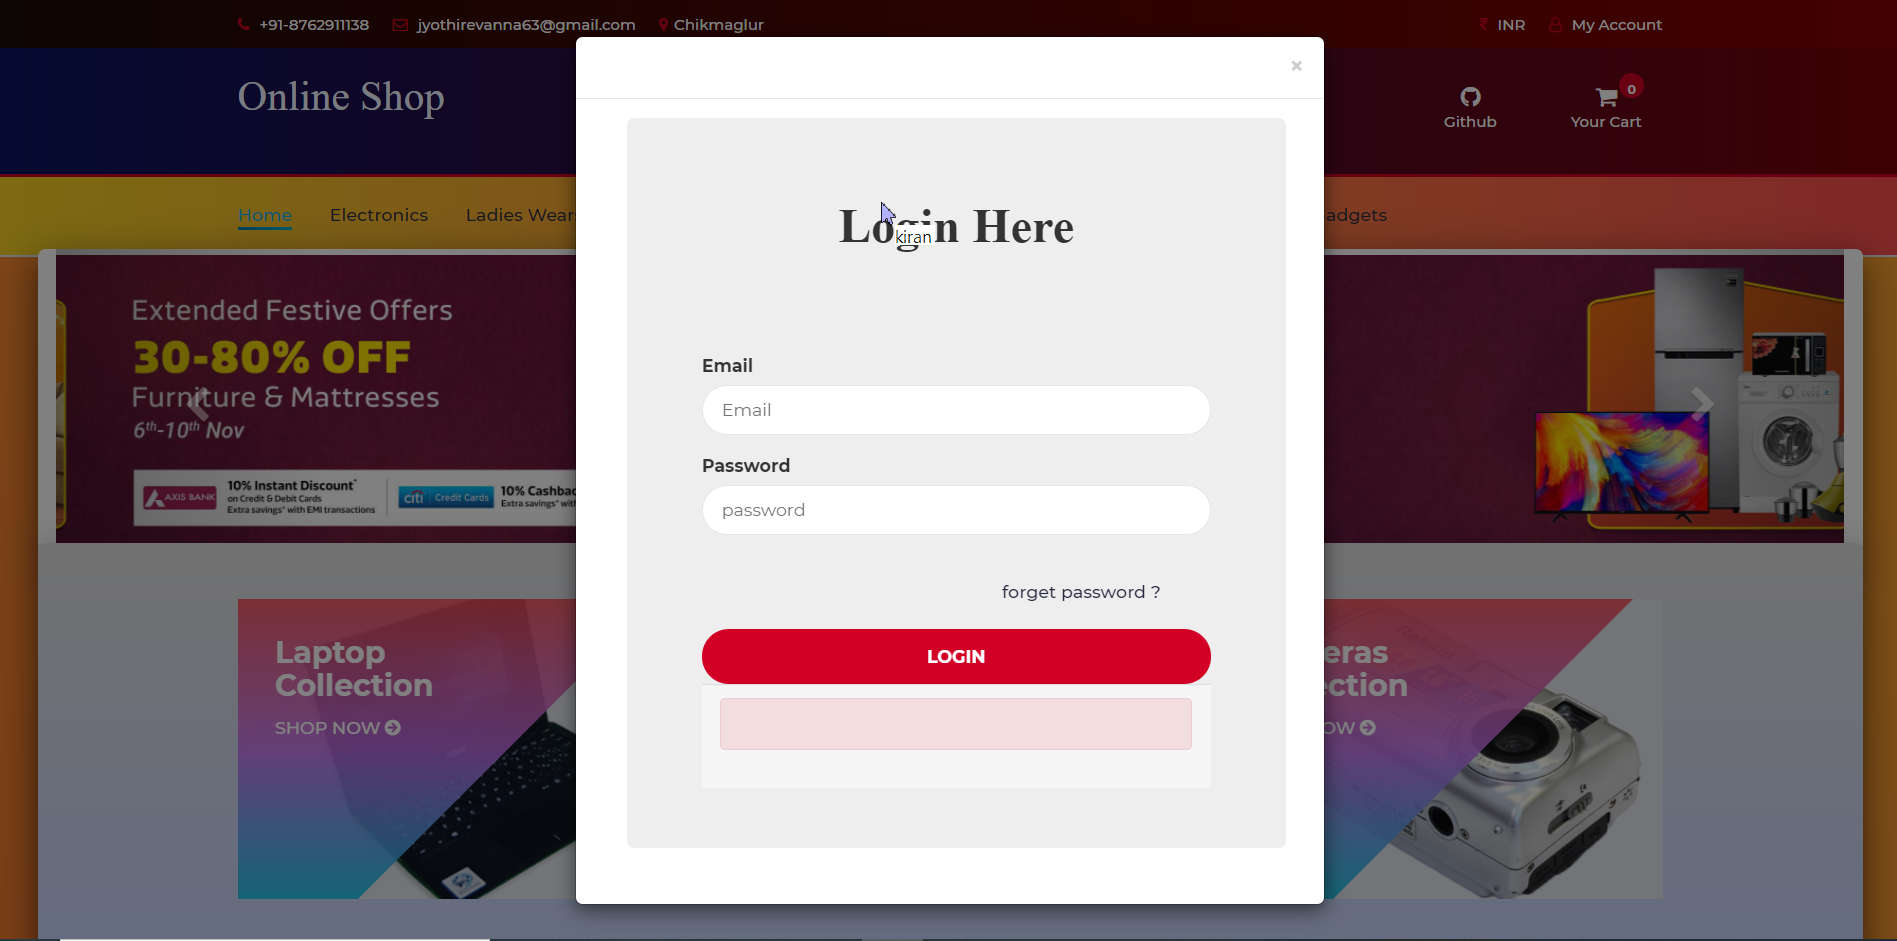 +91-8762911138 jyothirevanna63@gmail.com Chikmaglur ₹ INR My Account
×
Online Shop
0
Github Your Cart
Home Electronics Ladies Wears adgets
Login Here
kiran
Extended Festive Offers
30-80% OFF
Furniture & Mattresses
6th-10th Nov
AXIS BANK
10% Instant Discount*
on Credit & Debit Cards
Extra savings* with EMI transactions
citi Credit Cards
10% Cashba
Extra savings* wit
Email
Email
Password
password
forget password ?
LOGIN
Laptop
Collection
SHOP NOW
eras
ection
OW